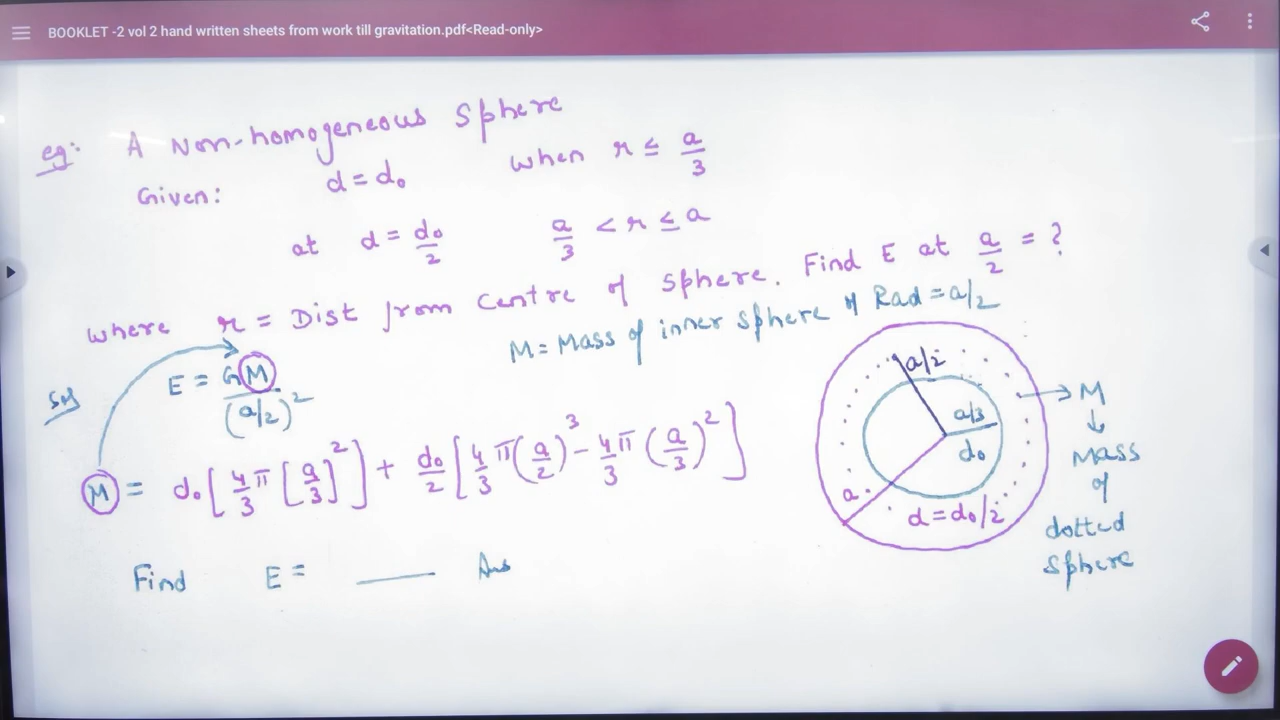 BOOKLET -2 vol 2 hand written sheets from work till gravitation.pdf<Read-only>
eg: A Non-homogeneous Sphere
Given: d = d₀ when r ≤ a/3
at d = d₀/2 a/3 < r ≤ a
where r = Dist from Centre of Sphere. Find E at a/2 = ?
M = Mass of inner sphere of Rad = a/2
Sol E = GM/(a/2)²
M = d₀[4/3 π[a/3]²] + d₀/2[4/3 π(a/2)³ - 4/3 π(a/3)²]
Find E = ____ Ans
a/2
a/3
d₀
a
d = d₀/2
→ M
↓
Mass
of
dotted
Sphere